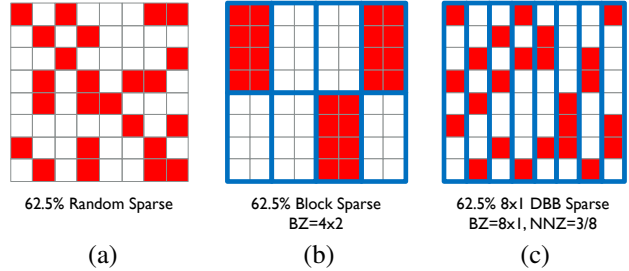 62.5% Random Sparse
62.5% Block Sparse
BZ=4x2
62.5% 8x1 DBB Sparse
BZ=8x1, NNZ=3/8
(a)
(b)
(c)